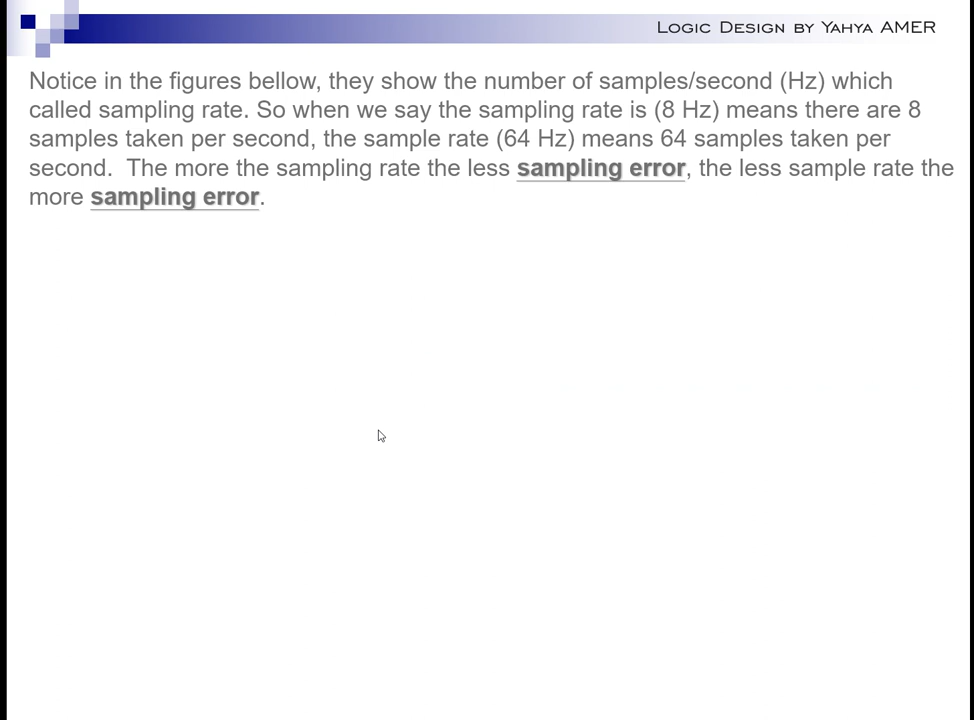 Logic Design by Yahya AMER
Notice in the figures bellow, they show the number of samples/second (Hz) which
called sampling rate. So when we say the sampling rate is (8 Hz) means there are 8
samples taken per second, the sample rate (64 Hz) means 64 samples taken per
second.  The more the sampling rate the less sampling error, the less sample rate the
more sampling error.